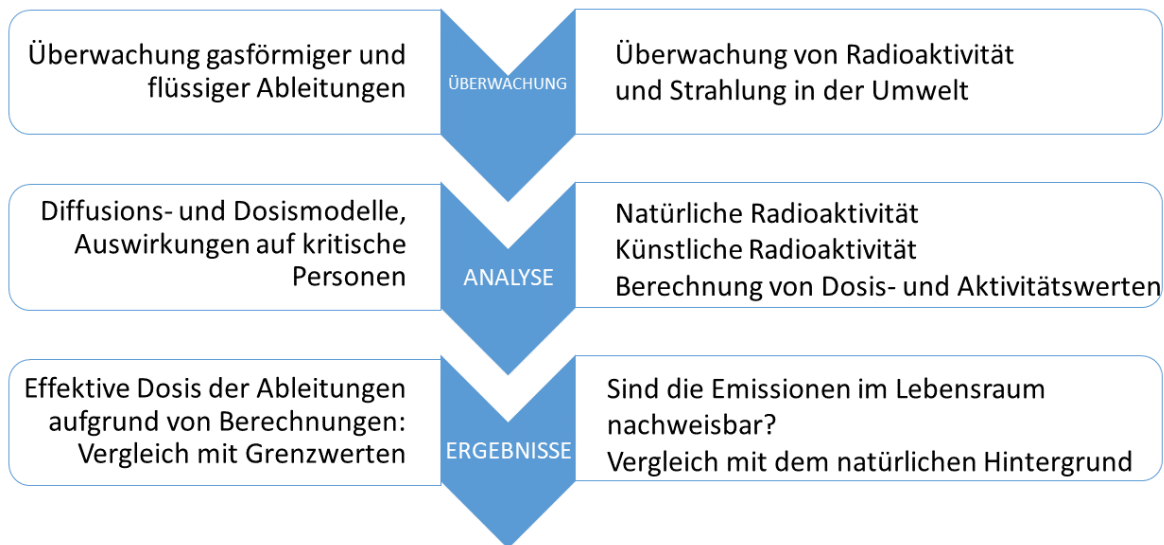 Überwachung gasförmiger und
flüssiger Ableitungen
ÜBERWACHUNG
Überwachung von Radioaktivität
und Strahlung in der Umwelt
Diffusions- und Dosismodelle,
Auswirkungen auf kritische
Personen
ANALYSE
Natürliche Radioaktivität
Künstliche Radioaktivität
Berechnung von Dosis- und Aktivitätswerten
Effektive Dosis der Ableitungen
aufgrund von Berechnungen:
Vergleich mit Grenzwerten
ERGEBNISSE
Sind die Emissionen im Lebensraum
nachweisbar?
Vergleich mit dem natürlichen Hintergrund